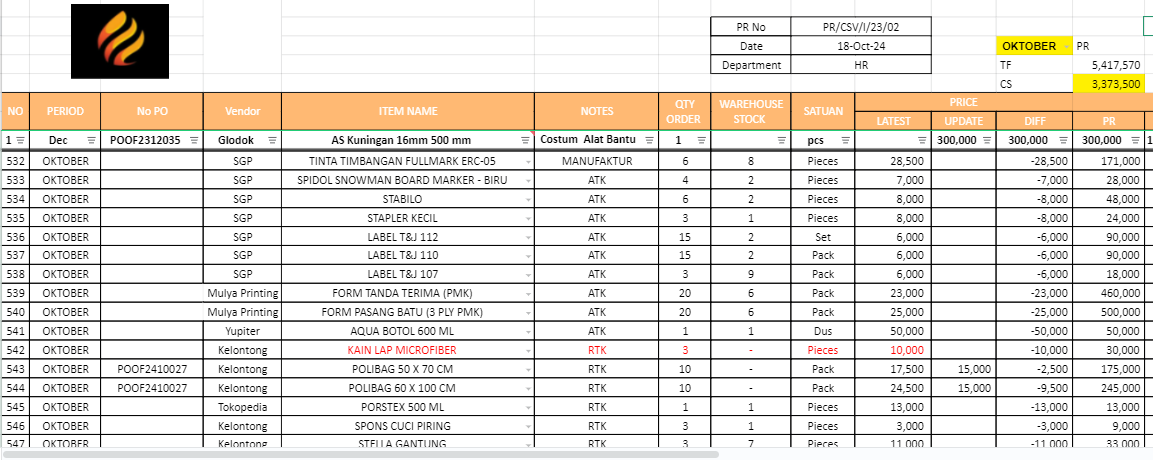 PR No PR/CSV/I/23/02
Date 18-Oct-24 OKTOBER PR
Department HR TF 5,417,570
CS 3,373,500
NO PERIOD No PO Vendor ITEM NAME NOTES QTY ORDER WAREHOUSE STOCK SATUAN PRICE
LATEST UPDATE DIFF PR
1 Dec POOF2312035 Glodok AS Kuningan 16mm 500 mm Costum Alat Bantu 1 pcs 300,000 300,000 300,000 1
532 OKTOBER SGP TINTA TIMBANGAN FULLMARK ERC-05 MANUFAKTUR 6 8 Pieces 28,500 -28,500 171,000
533 OKTOBER SGP SPIDOL SNOWMAN BOARD MARKER - BIRU ATK 4 2 Pieces 7,000 -7,000 28,000
534 OKTOBER SGP STABILO ATK 6 2 Pieces 8,000 -8,000 48,000
535 OKTOBER SGP STAPLER KECIL ATK 3 1 Pieces 8,000 -8,000 24,000
536 OKTOBER SGP LABEL T&J 112 ATK 15 2 Set 6,000 -6,000 90,000
537 OKTOBER SGP LABEL T&J 110 ATK 15 2 Pack 6,000 -6,000 90,000
538 OKTOBER SGP LABEL T&J 107 ATK 3 9 Pack 6,000 -6,000 18,000
539 OKTOBER Mulya Printing FORM TANDA TERIMA (PMK) ATK 20 6 Pack 23,000 -23,000 460,000
540 OKTOBER Mulya Printing FORM PASANG BATU (3 PLY PMK) ATK 20 6 Pack 25,000 -25,000 500,000
541 OKTOBER Yupiter AQUA BOTOL 600 ML ATK 1 1 Dus 50,000 -50,000 50,000
542 OKTOBER Kelontong KAIN LAP MICROFIBER RTK 3 - Pieces 10,000 -10,000 30,000
543 OKTOBER POOF2410027 Kelontong POLIBAG 50 X 70 CM RTK 10 - Pack 17,500 15,000 -2,500 175,000
544 OKTOBER POOF2410027 Kelontong POLIBAG 60 X 100 CM RTK 10 - Pack 24,500 15,000 -9,500 245,000
545 OKTOBER Tokopedia PORSTEX 500 ML RTK 1 1 Pieces 13,000 -13,000 13,000
546 OKTOBER Kelontong SPONS CUCI PIRING RTK 3 1 Pieces 3,000 -3,000 9,000
547 OKTOBER Kelontong STELLA GANTUNG RTK 3 7 Pieces 11,000 -11,000 33,000